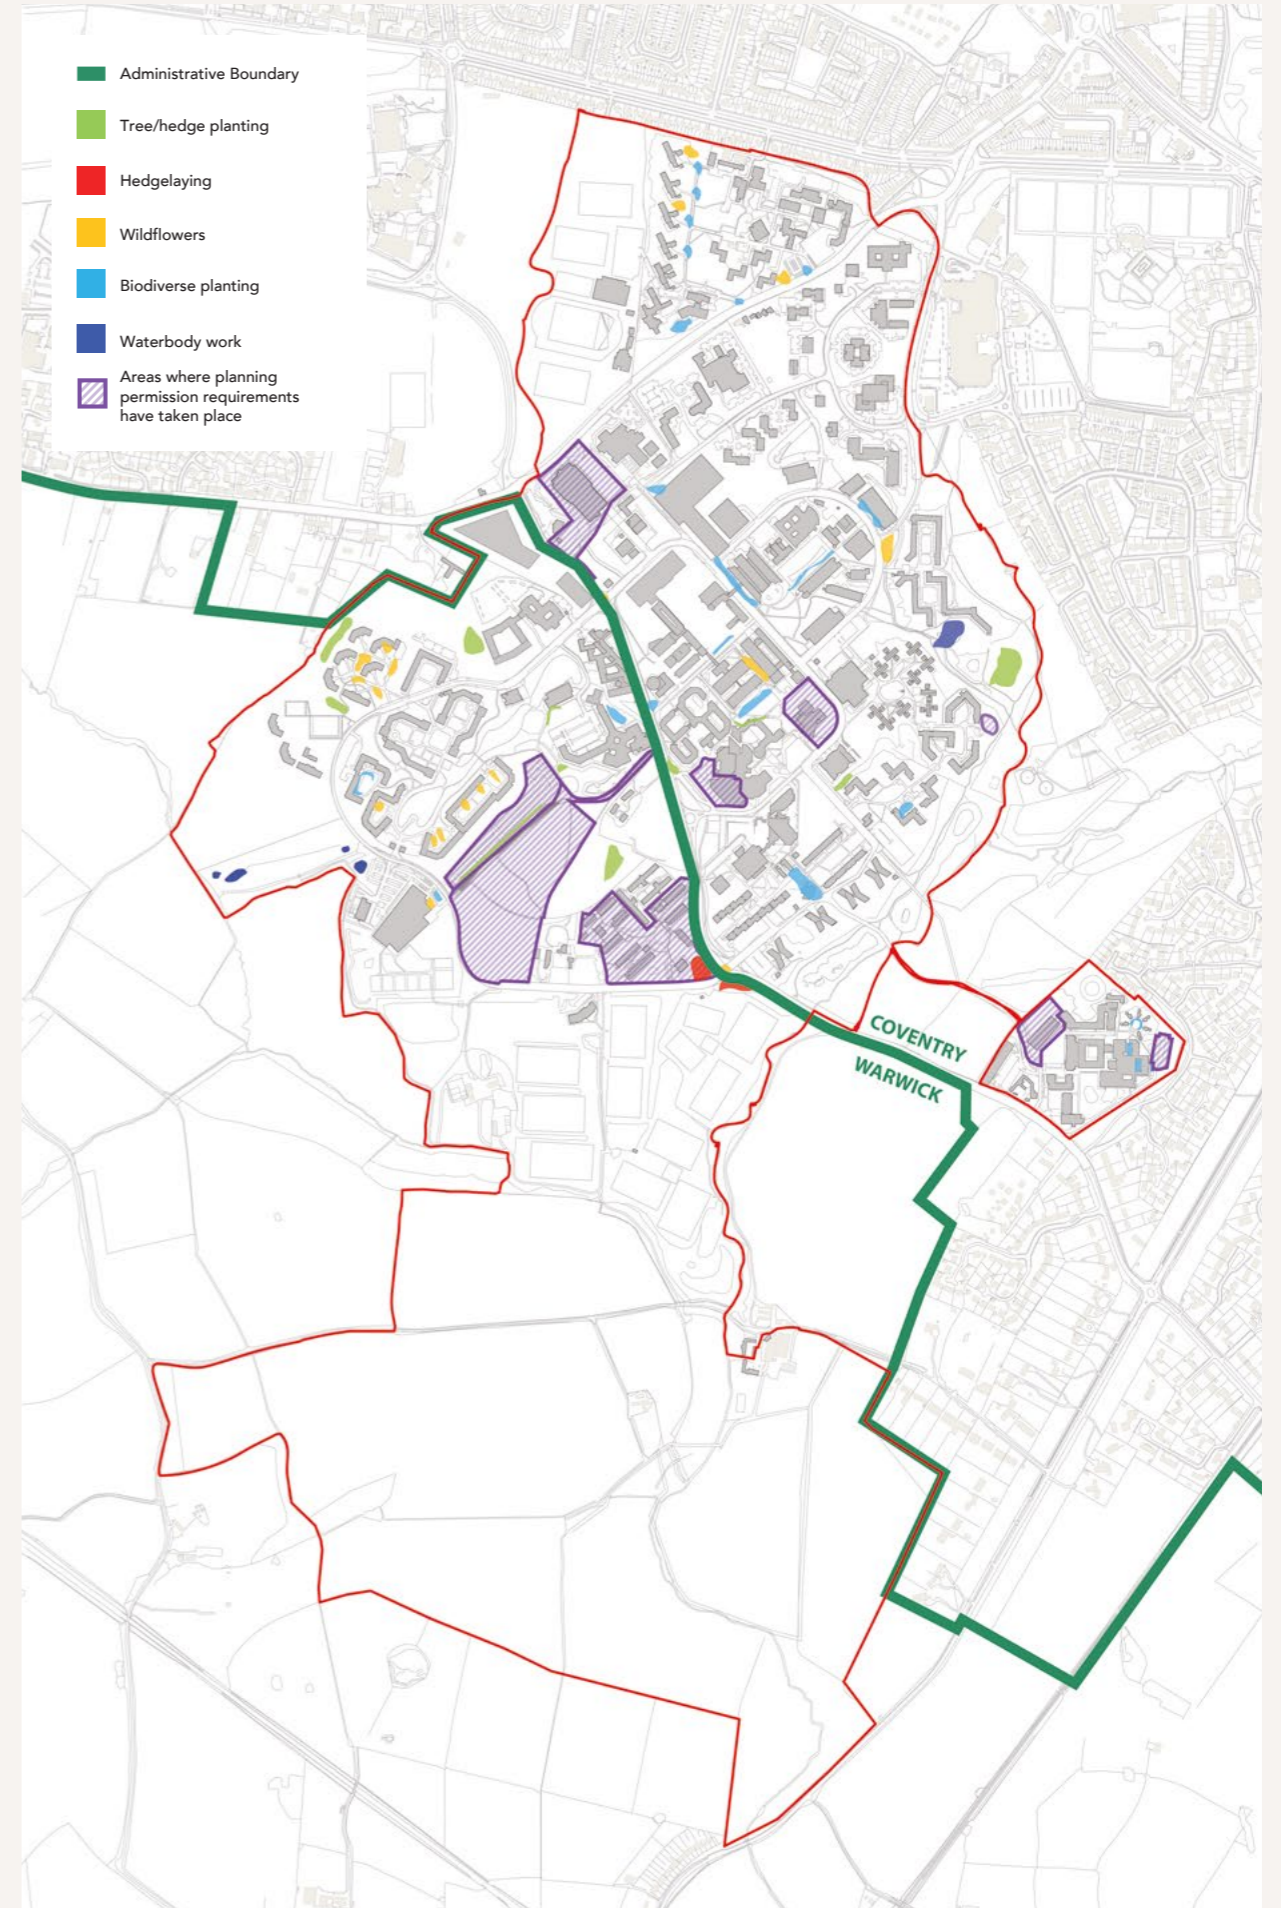 Administrative Boundary
Tree/hedge planting
Hedgelaying
Wildflowers
Biodiverse planting
Waterbody work
Areas where planning
permission requirements
have taken place
COVENTRY
WARWICK